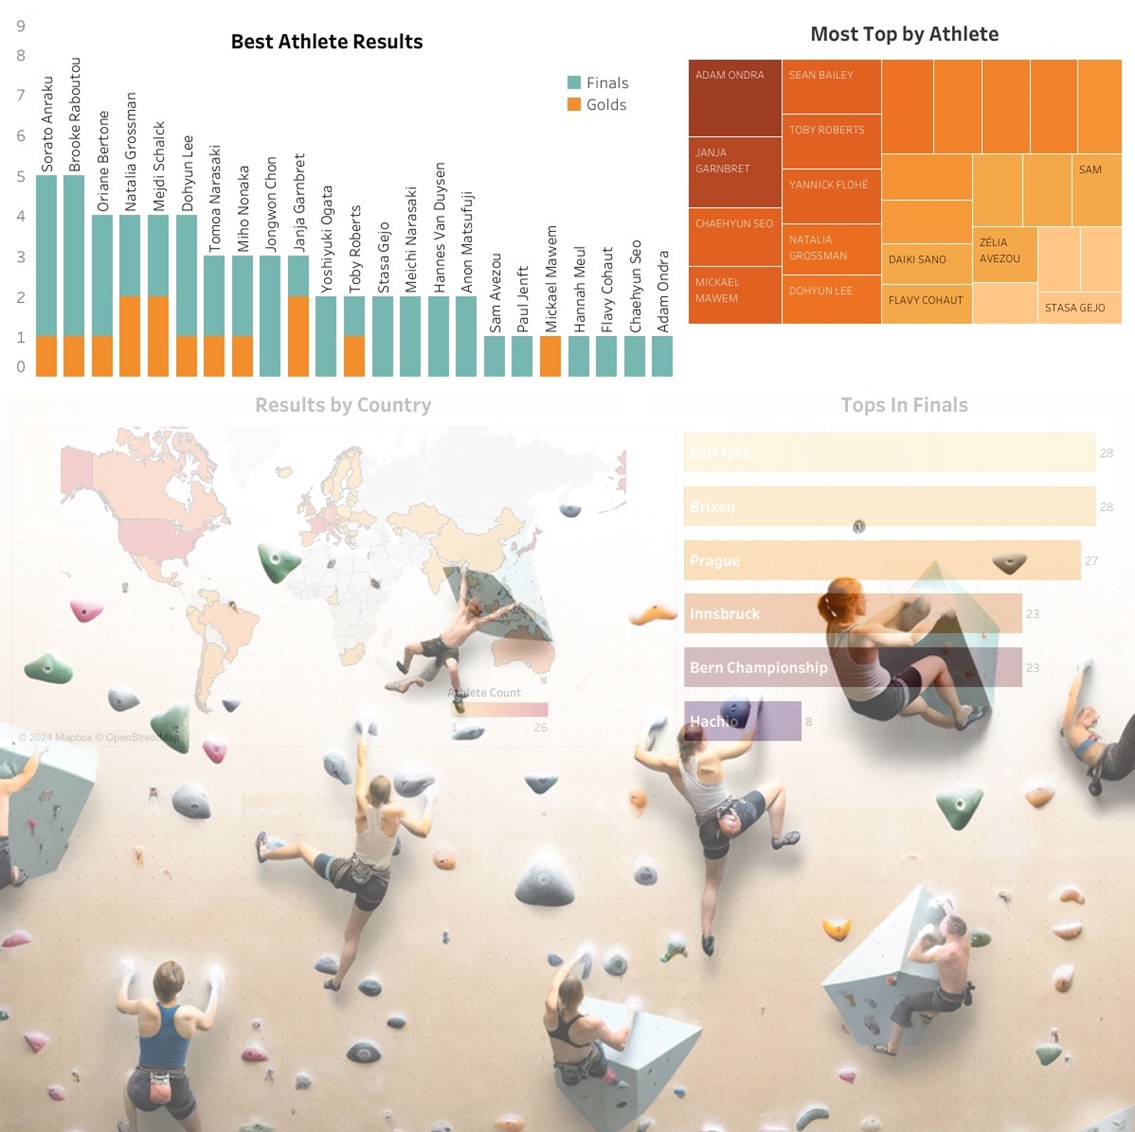 Best Athlete Results
9
8
7
6
5
4
3
2
1
0
Finals
Golds
Sorato Anraku
Brooke Raboutou
Oriane Bertone
Natalia Grossman
Mejdi Schalck
Dohyun Lee
Tomoa Narasaki
Miho Nonaka
Jongwon Chon
Janja Garnbret
Yoshiyuki Ogata
Toby Roberts
Stasa Gejo
Meichi Narasaki
Hannes Van Duysen
Anon Matsufuji
Sam Avezou
Paul Jenft
Mickael Mawem
Hannah Meul
Flavy Cohaut
Chaehyun Seo
Adam Ondra
Most Top by Athlete
ADAM ONDRA
JANJA
GARNBRET
CHAEHYUN SEO
MICKAEL
MAWEM
SEAN BAILEY
TOBY ROBERTS
YANNICK FLOHÉ
NATALIA
GROSSMAN
DOHYUN LEE
DAIKI SANO
FLAVY COHAUT
SAM
ZÉLIA
AVEZOU
STASA GEJO
Results by Country
Athlete Count
1
26
© 2024 Mapbox © OpenStreetMap
Tops In Finals
Salt lake
28
Brixen
28
Prague
27
Innsbruck
23
Bern Championship
23
Hachio
8